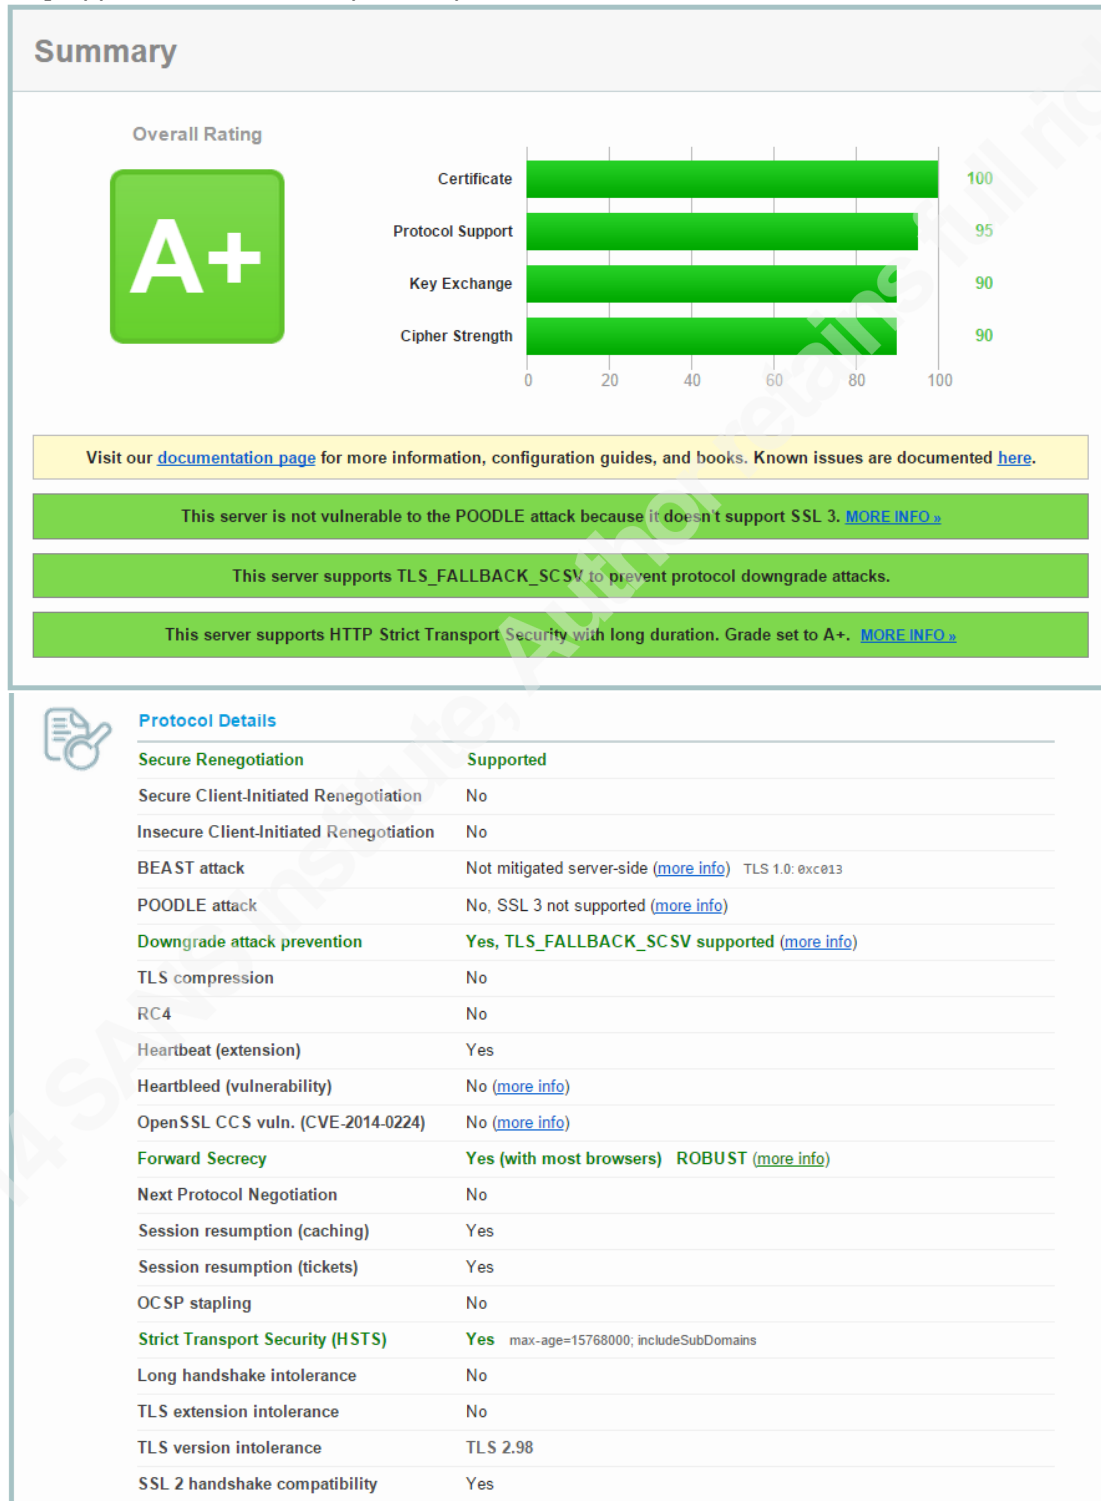 Summary
Overall Rating
A+
Certificate 100
Protocol Support 95
Key Exchange 90
Cipher Strength 90
0 20 40 60 80 100
Visit our documentation page for more information, configuration guides, and books. Known issues are documented here.
This server is not vulnerable to the POODLE attack because it doesn't support SSL 3. MORE INFO »
This server supports TLS_FALLBACK_SCSV to prevent protocol downgrade attacks.
This server supports HTTP Strict Transport Security with long duration. Grade set to A+. MORE INFO »
Protocol Details
Secure Renegotiation Supported
Secure Client-Initiated Renegotiation No
Insecure Client-Initiated Renegotiation No
BEAST attack Not mitigated server-side (more info) TLS 1.0: 0xc013
POODLE attack No, SSL 3 not supported (more info)
Downgrade attack prevention Yes, TLS_FALLBACK_SCSV supported (more info)
TLS compression No
RC4 No
Heartbeat (extension) Yes
Heartbleed (vulnerability) No (more info)
OpenSSL CCS vuln. (CVE-2014-0224) No (more info)
Forward Secrecy Yes (with most browsers) ROBUST (more info)
Next Protocol Negotiation No
Session resumption (caching) Yes
Session resumption (tickets) Yes
OCSP stapling No
Strict Transport Security (HSTS) Yes max-age=15768000; includeSubDomains
Long handshake intolerance No
TLS extension intolerance No
TLS version intolerance TLS 2.98
SSL 2 handshake compatibility Yes
14 SANS Institute, Author retains full